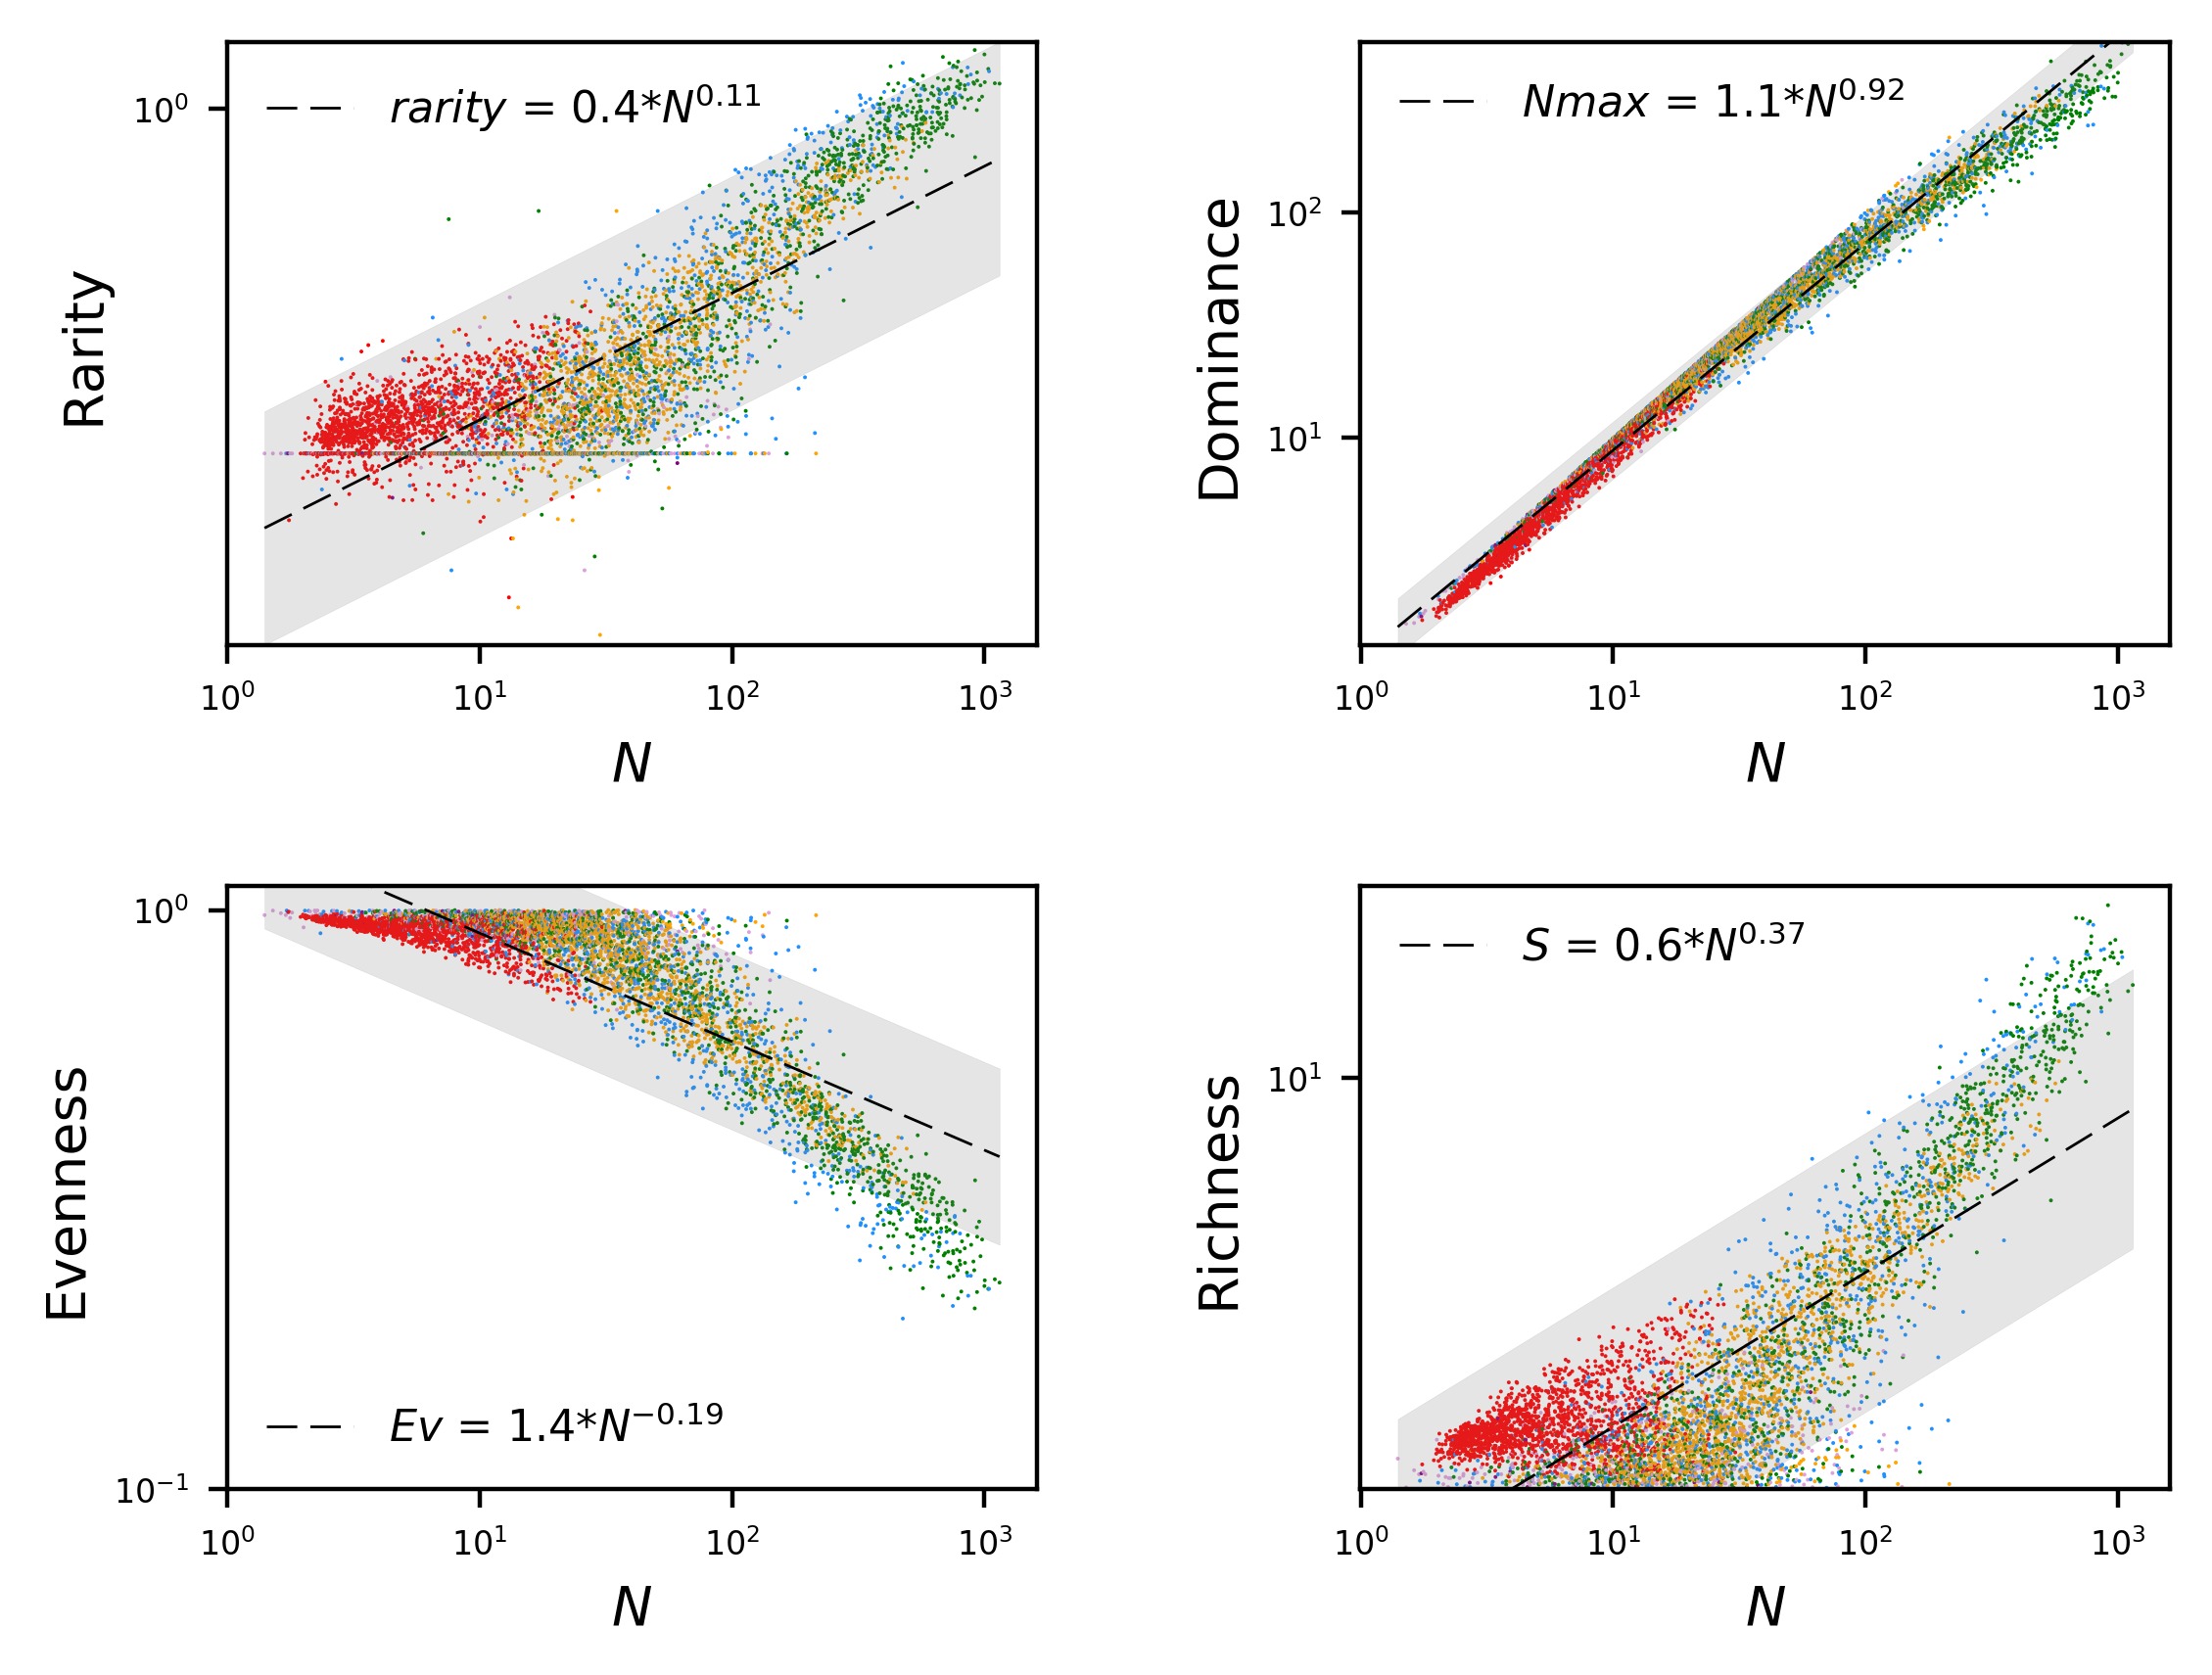 rarity = 0.4*N^0.11
10^0
Rarity
10^0 10^1 10^2 10^3
N
Nmax = 1.1*N^0.92
10^2
10^1
Dominance
10^0 10^1 10^2 10^3
N
10^0
Evenness
Ev = 1.4*N^−0.19
10^−1
10^0 10^1 10^2 10^3
N
S = 0.6*N^0.37
10^1
Richness
10^0 10^1 10^2 10^3
N